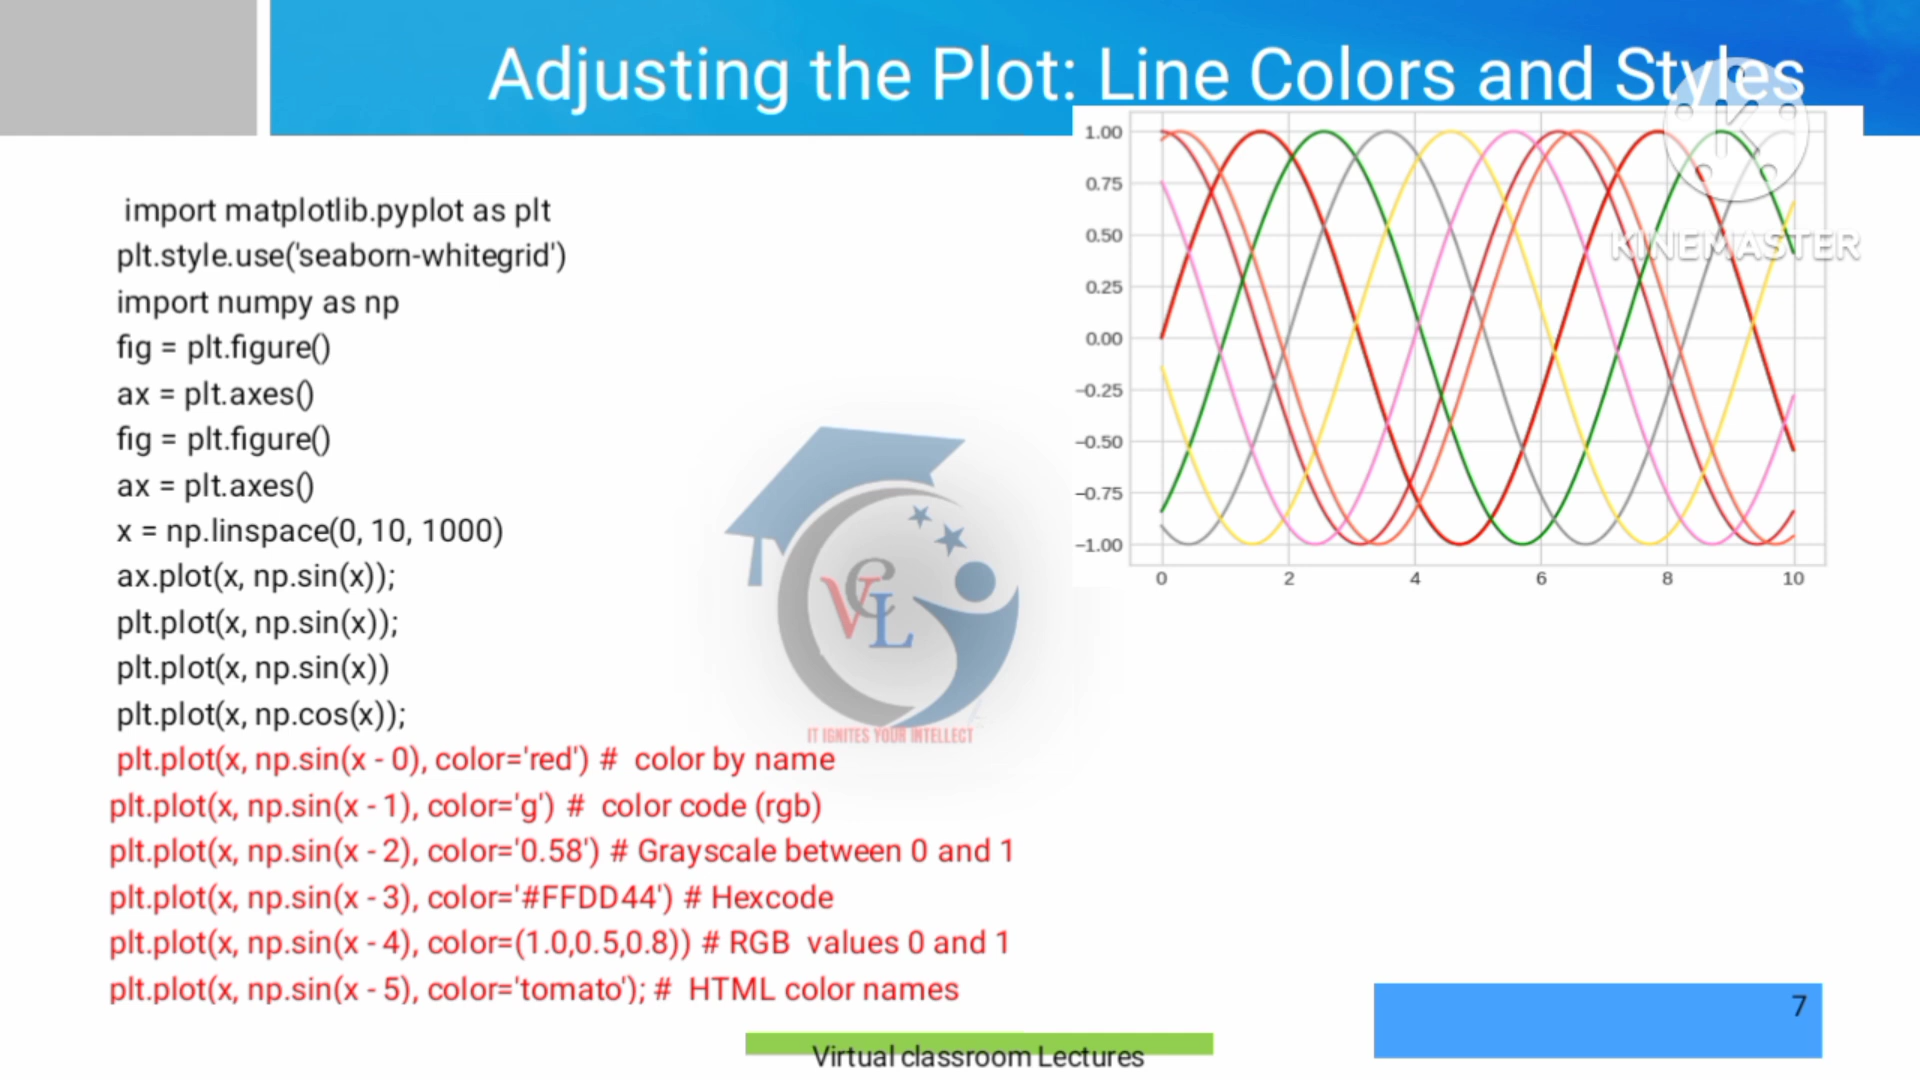 Adjusting the Plot: Line Colors and Styles
import matplotlib.pyplot as plt
plt.style.use('seaborn-whitegrid')
import numpy as np
fig = plt.figure()
ax = plt.axes()
fig = plt.figure()
ax = plt.axes()
x = np.linspace(0, 10, 1000)
ax.plot(x, np.sin(x));
plt.plot(x, np.sin(x));
plt.plot(x, np.sin(x))
plt.plot(x, np.cos(x));
plt.plot(x, np.sin(x - 0), color='red') # color by name
plt.plot(x, np.sin(x - 1), color='g') # color code (rgb)
plt.plot(x, np.sin(x - 2), color='0.58') # Grayscale between 0 and 1
plt.plot(x, np.sin(x - 3), color='#FFDD44') # Hexcode
plt.plot(x, np.sin(x - 4), color=(1.0,0.5,0.8)) # RGB values 0 and 1
plt.plot(x, np.sin(x - 5), color='tomato'); # HTML color names
1.00
0.75
0.50
0.25
0.00
−0.25
−0.50
−0.75
−1.00
0 2 4 6 8 10
K
KINEMASTER
VCL
IT IGNITES YOUR INTELLECT
7
Virtual classroom Lectures